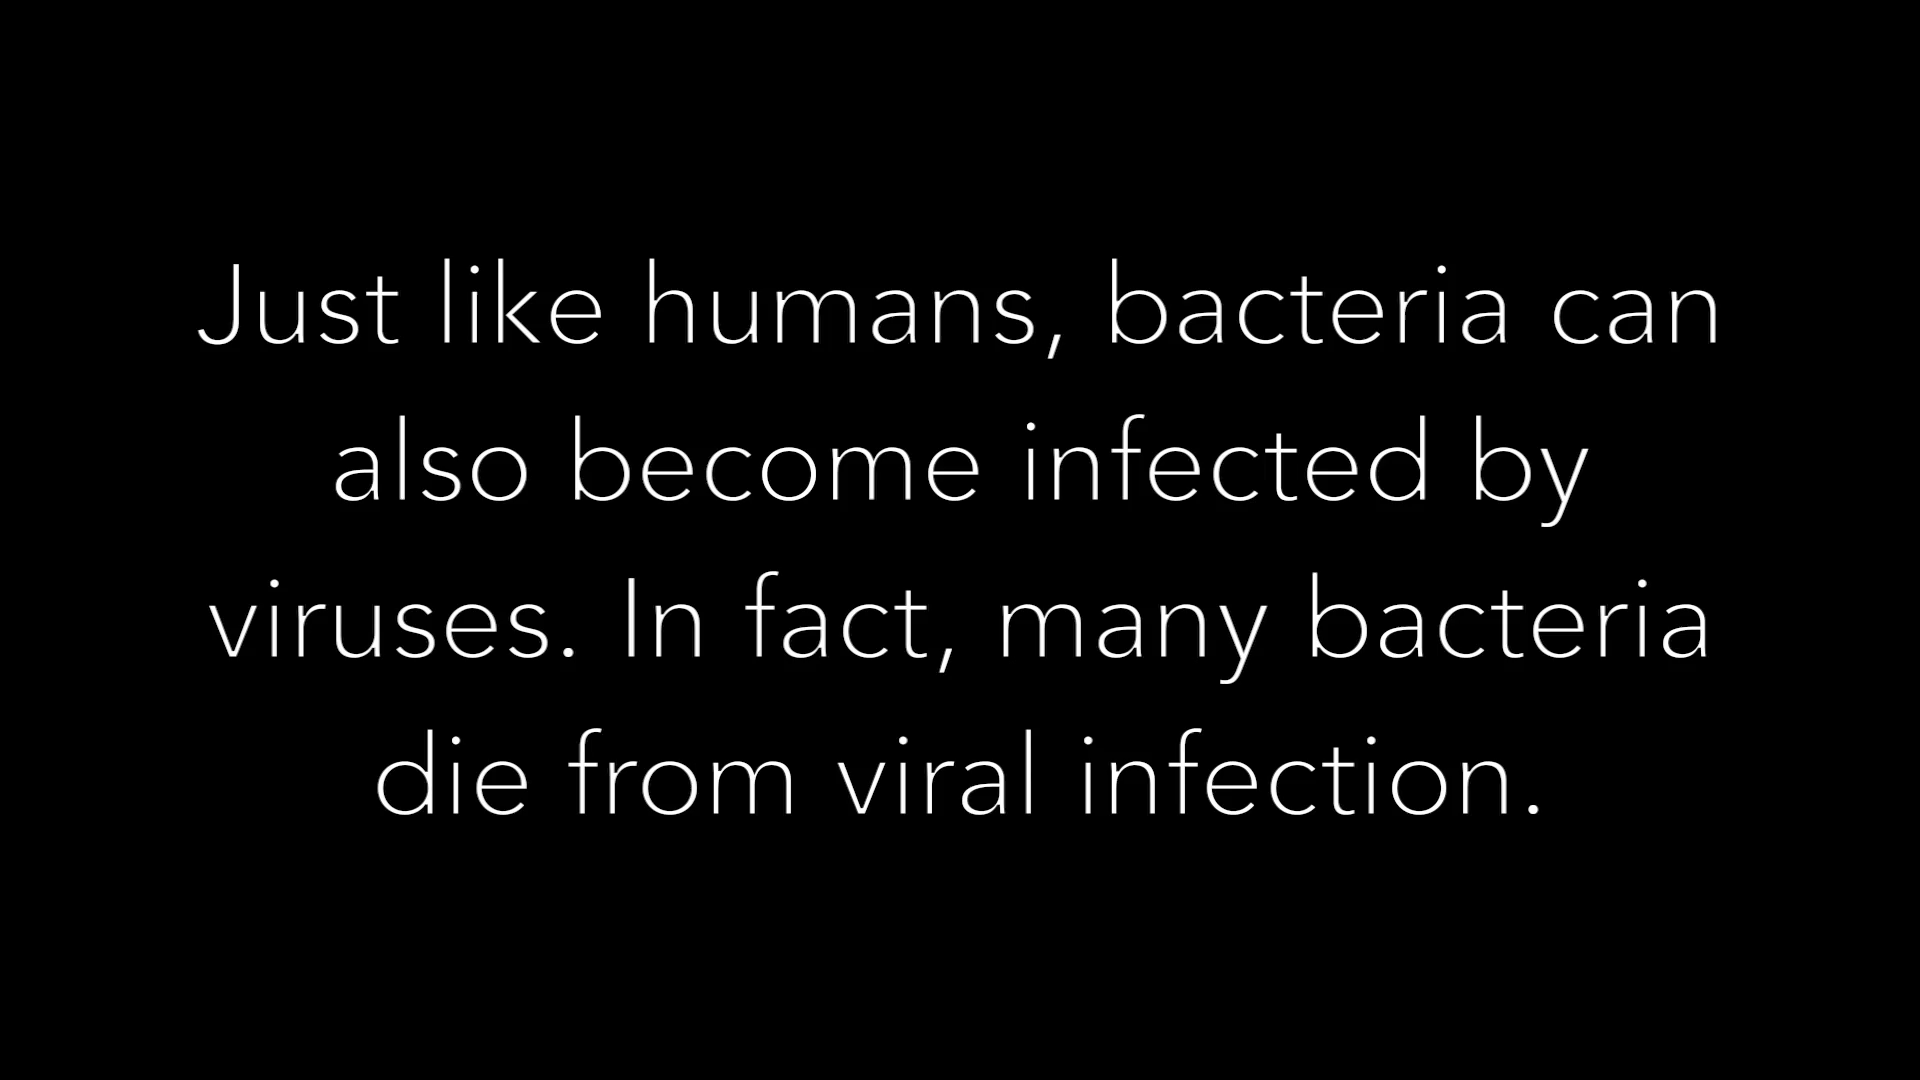 Just like humans, bacteria can
also become infected by
viruses. In fact, many bacteria
die from viral infection.